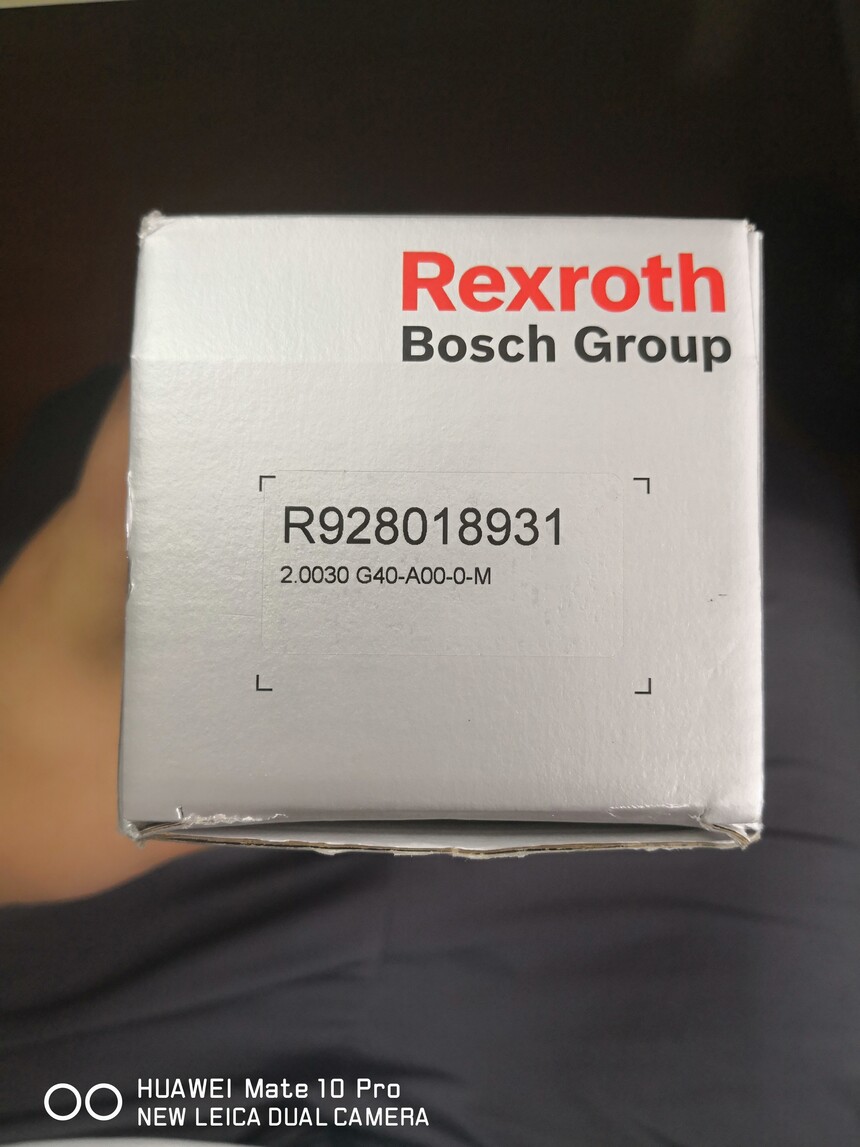 Rexroth
Bosch Group
R928018931
2.0030 G40-A00-0-M
HUAWEI Mate 10 Pro
NEW LEICA DUAL CAMERA